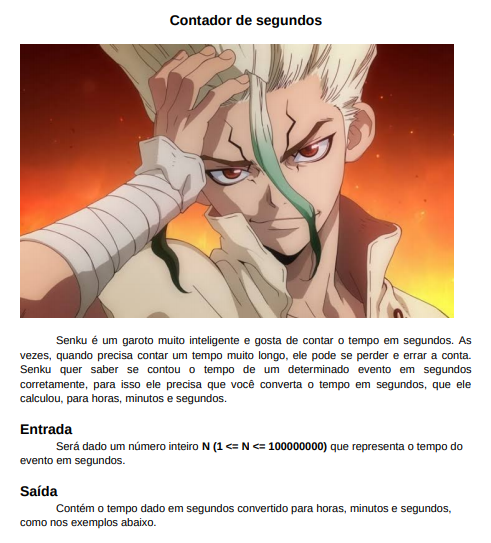 Contador de segundos
Senku é um garoto muito inteligente e gosta de contar o tempo em segundos. As
vezes, quando precisa contar um tempo muito longo, ele pode se perder e errar a conta.
Senku quer saber se contou o tempo de um determinado evento em segundos
corretamente, para isso ele precisa que você converta o tempo em segundos, que ele
calculou, para horas, minutos e segundos.
Entrada
Será dado um número inteiro N (1 <= N <= 100000000) que representa o tempo do
evento em segundos.
Saída
Contém o tempo dado em segundos convertido para horas, minutos e segundos,
como nos exemplos abaixo.